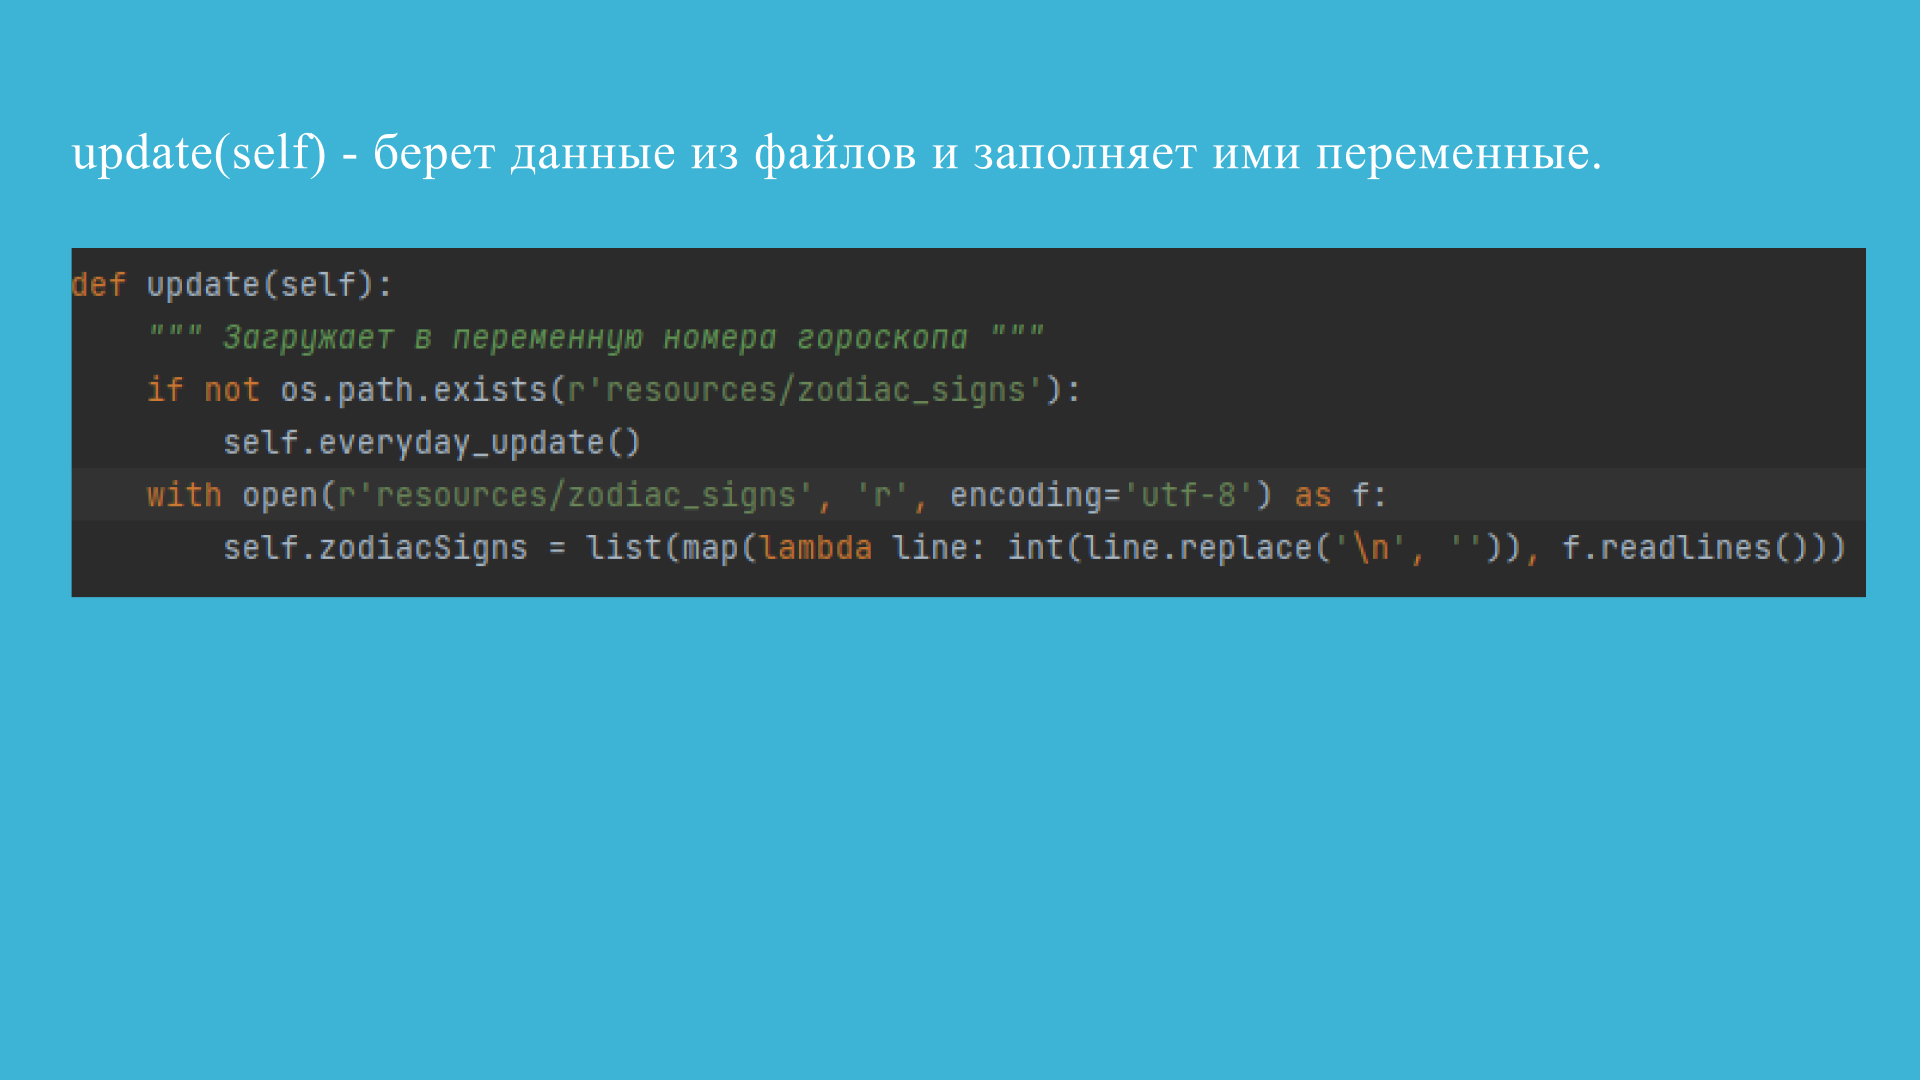 update(self) - берет данные из файлов и заполняет ими переменные.
def update(self):
    """ Загружает в переменную номера гороскопа """
    if not os.path.exists(r'resources/zodiac_signs'):
        self.everyday_update()
    with open(r'resources/zodiac_signs', 'r', encoding='utf-8') as f:
        self.zodiacSigns = list(map(lambda line: int(line.replace('\n', '')), f.readlines()))